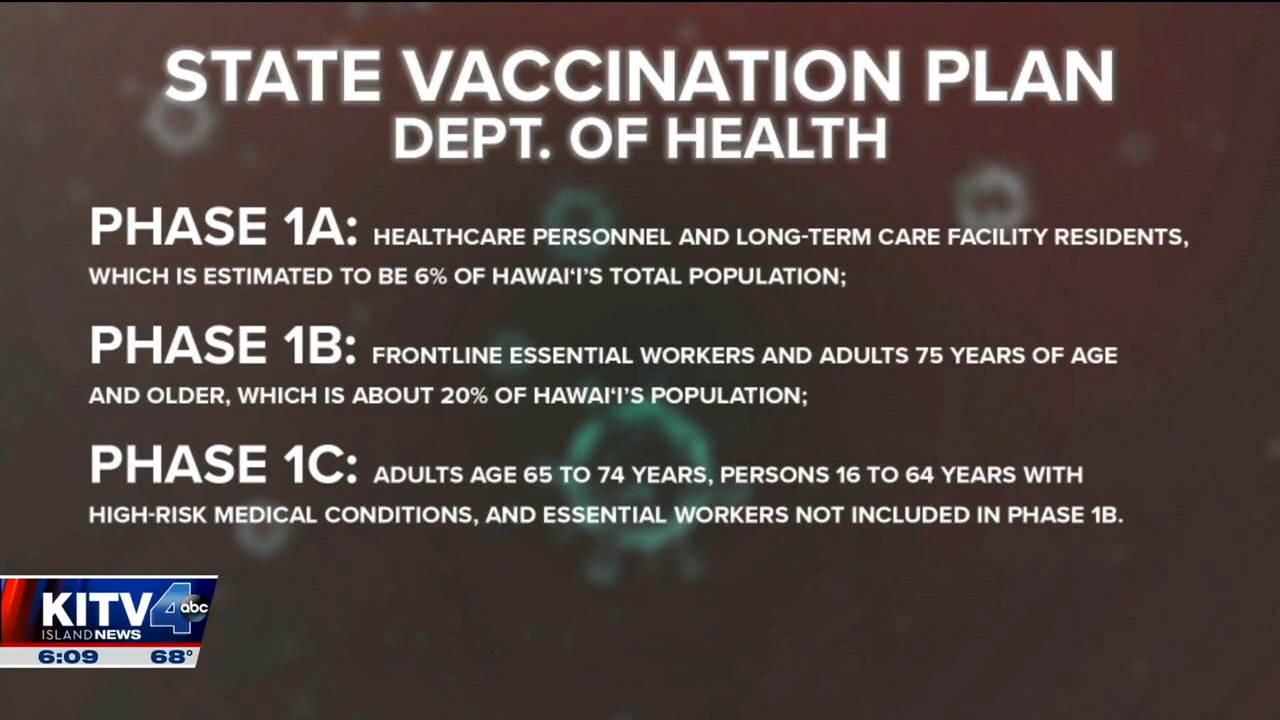 STATE VACCINATION PLAN
DEPT. OF HEALTH
PHASE 1A: HEALTHCARE PERSONNEL AND LONG-TERM CARE FACILITY RESIDENTS,
WHICH IS ESTIMATED TO BE 6% OF HAWAI‘I’S TOTAL POPULATION;
PHASE 1B: FRONTLINE ESSENTIAL WORKERS AND ADULTS 75 YEARS OF AGE
AND OLDER, WHICH IS ABOUT 20% OF HAWAI‘I’S POPULATION;
PHASE 1C: ADULTS AGE 65 TO 74 YEARS, PERSONS 16 TO 64 YEARS WITH
HIGH-RISK MEDICAL CONDITIONS, AND ESSENTIAL WORKERS NOT INCLUDED IN PHASE 1B.
KITV4 abc
ISLAND NEWS
6:09 68°